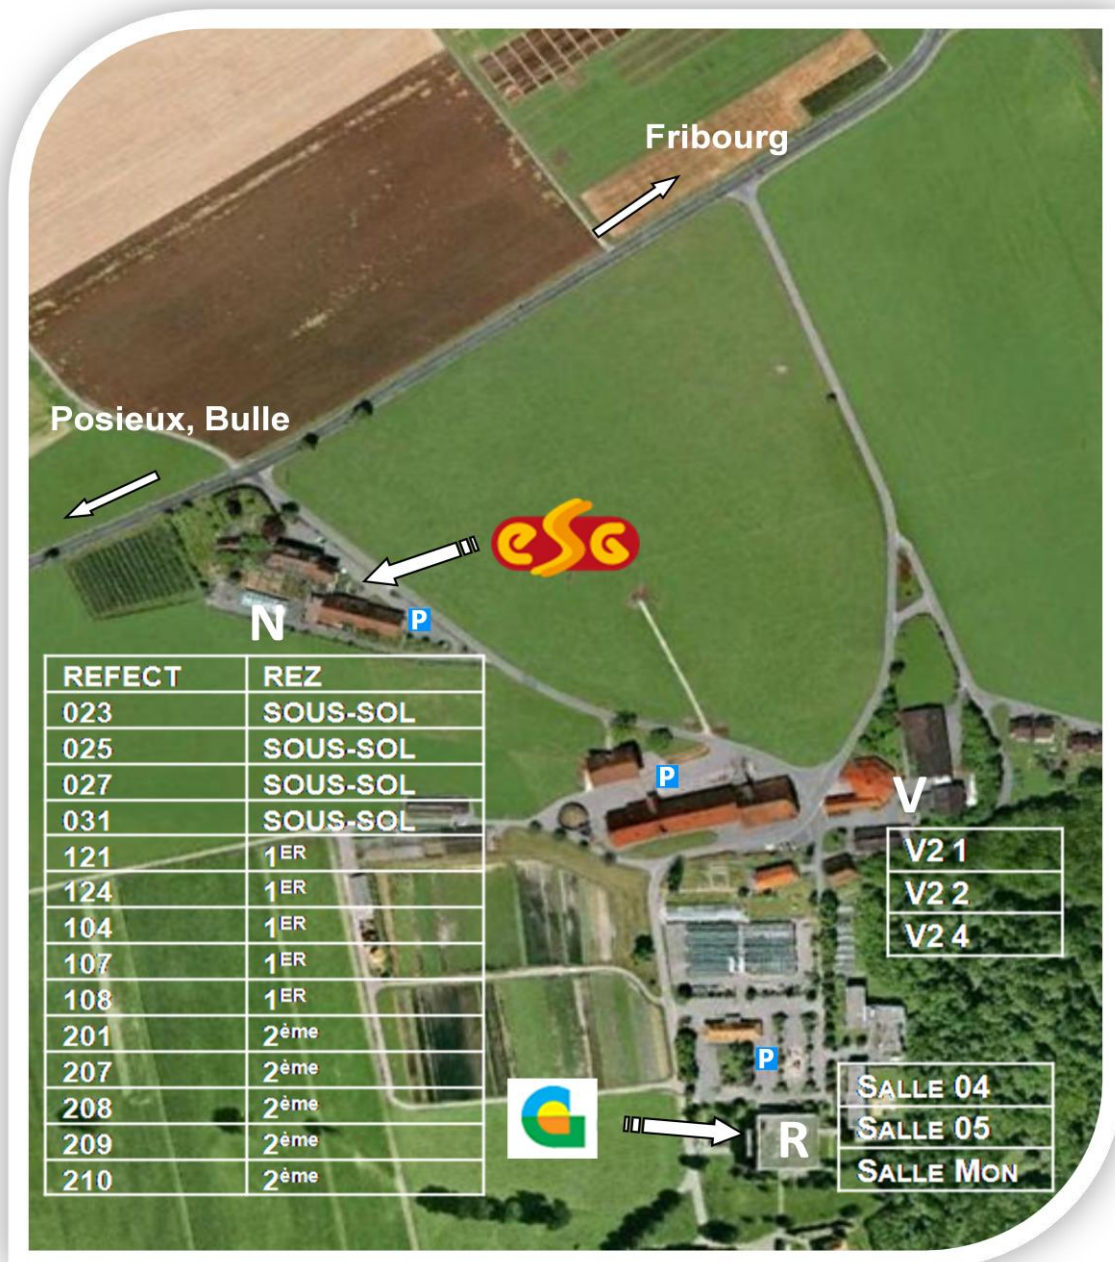 Fribourg
Posieux, Bulle
eSG
N
P
REFECT REZ
023 SOUS-SOL
025 SOUS-SOL
027 SOUS-SOL
031 SOUS-SOL
121 1ER
124 1ER
104 1ER
107 1ER
108 1ER
201 2ème
207 2ème
208 2ème
209 2ème
210 2ème
P
V
V2 1
V2 2
V2 4
P
G
R
SALLE 04
SALLE 05
SALLE MON